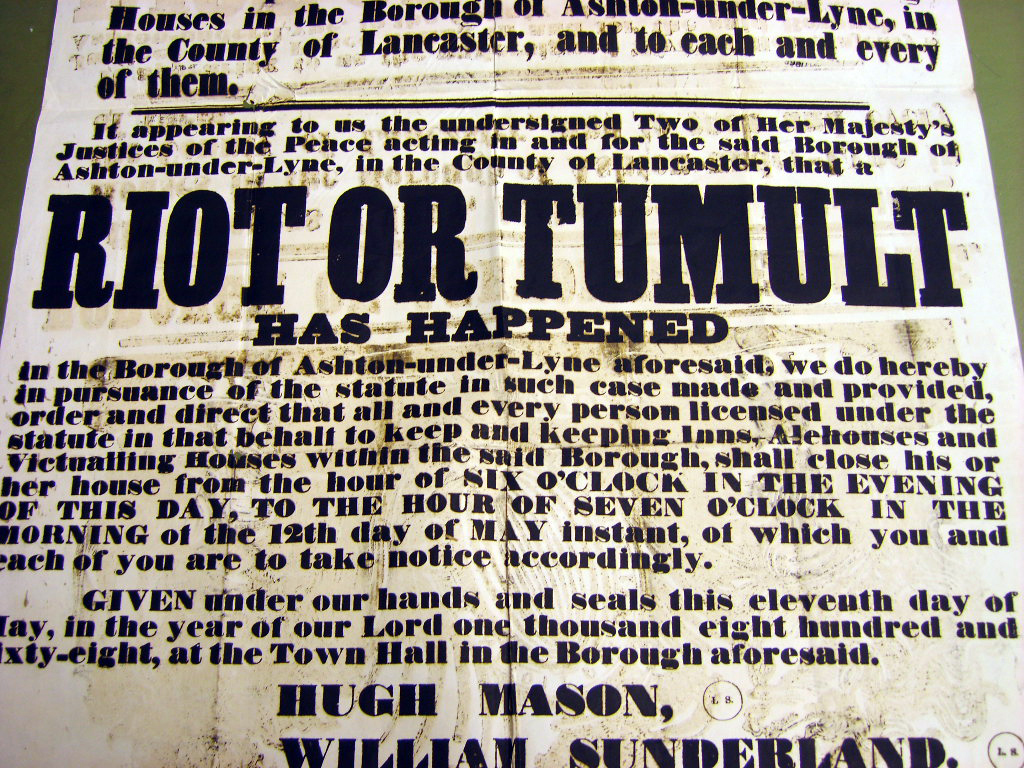 Houses in the Borough of Ashton-under-Lyne, in
the County of Lancaster, and to each and every
of them.
It appearing to us the undersigned Two of Her Majesty's
Justices of the Peace acting in and for the said Borough of
Ashton-under-Lyne, in the County of Lancaster, that a
RIOT OR TUMULT
HAS HAPPENED
in the Borough of Ashton-under-Lyne aforesaid, we do hereby
in pursuance of the statute in such case made and provided,
order and direct that all and every person licensed under the
statute in that behalf to keep and keeping Inns, Alehouses and
Victualling Houses within the said Borough, shall close his or
her house from the hour of SIX O'CLOCK IN THE EVENING
OF THIS DAY, TO THE HOUR OF SEVEN O'CLOCK IN THE
MORNING of the 12th day of MAY instant, of which you and
each of you are to take notice accordingly.
GIVEN under our hands and seals this eleventh day of
May, in the year of our Lord one thousand eight hundred and
ixty-eight, at the Town Hall in the Borough aforesaid.
HUGH MASON, L. S.
WILLIAM SUNDERLAND. L. S.